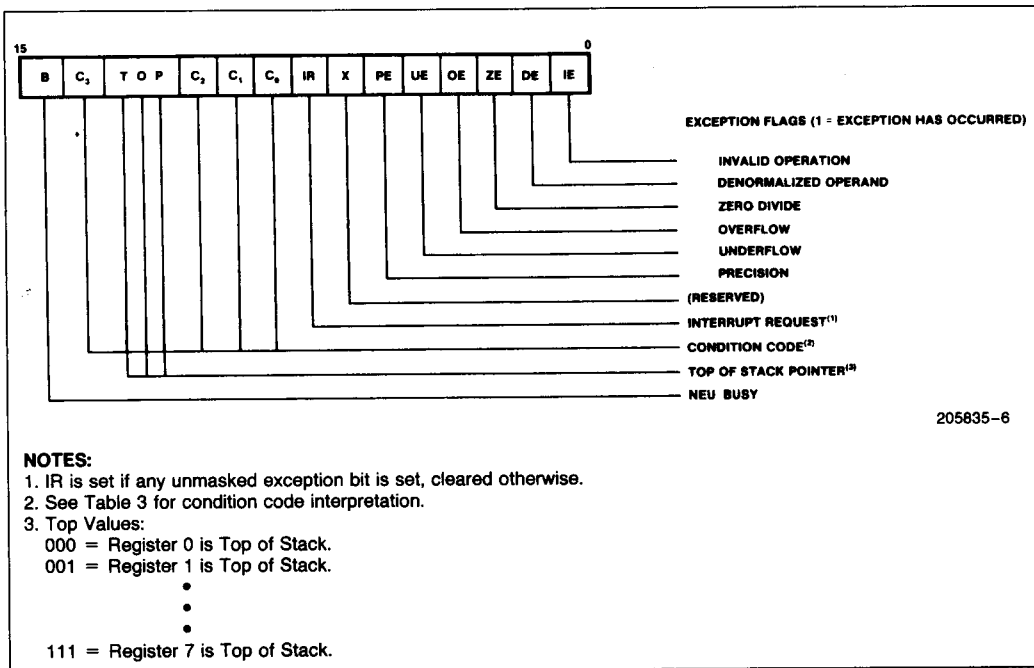 15 0
B C₃ T O P C₂ C₁ C₀ IR X PE UE OE ZE DE IE
EXCEPTION FLAGS (1 = EXCEPTION HAS OCCURRED)
INVALID OPERATION
DENORMALIZED OPERAND
ZERO DIVIDE
OVERFLOW
UNDERFLOW
PRECISION
(RESERVED)
INTERRUPT REQUEST⁽¹⁾
CONDITION CODE⁽²⁾
TOP OF STACK POINTER⁽³⁾
NEU BUSY
205835–6
NOTES:
1. IR is set if any unmasked exception bit is set, cleared otherwise.
2. See Table 3 for condition code interpretation.
3. Top Values:
000 = Register 0 is Top of Stack.
001 = Register 1 is Top of Stack.
•
•
•
111 = Register 7 is Top of Stack.